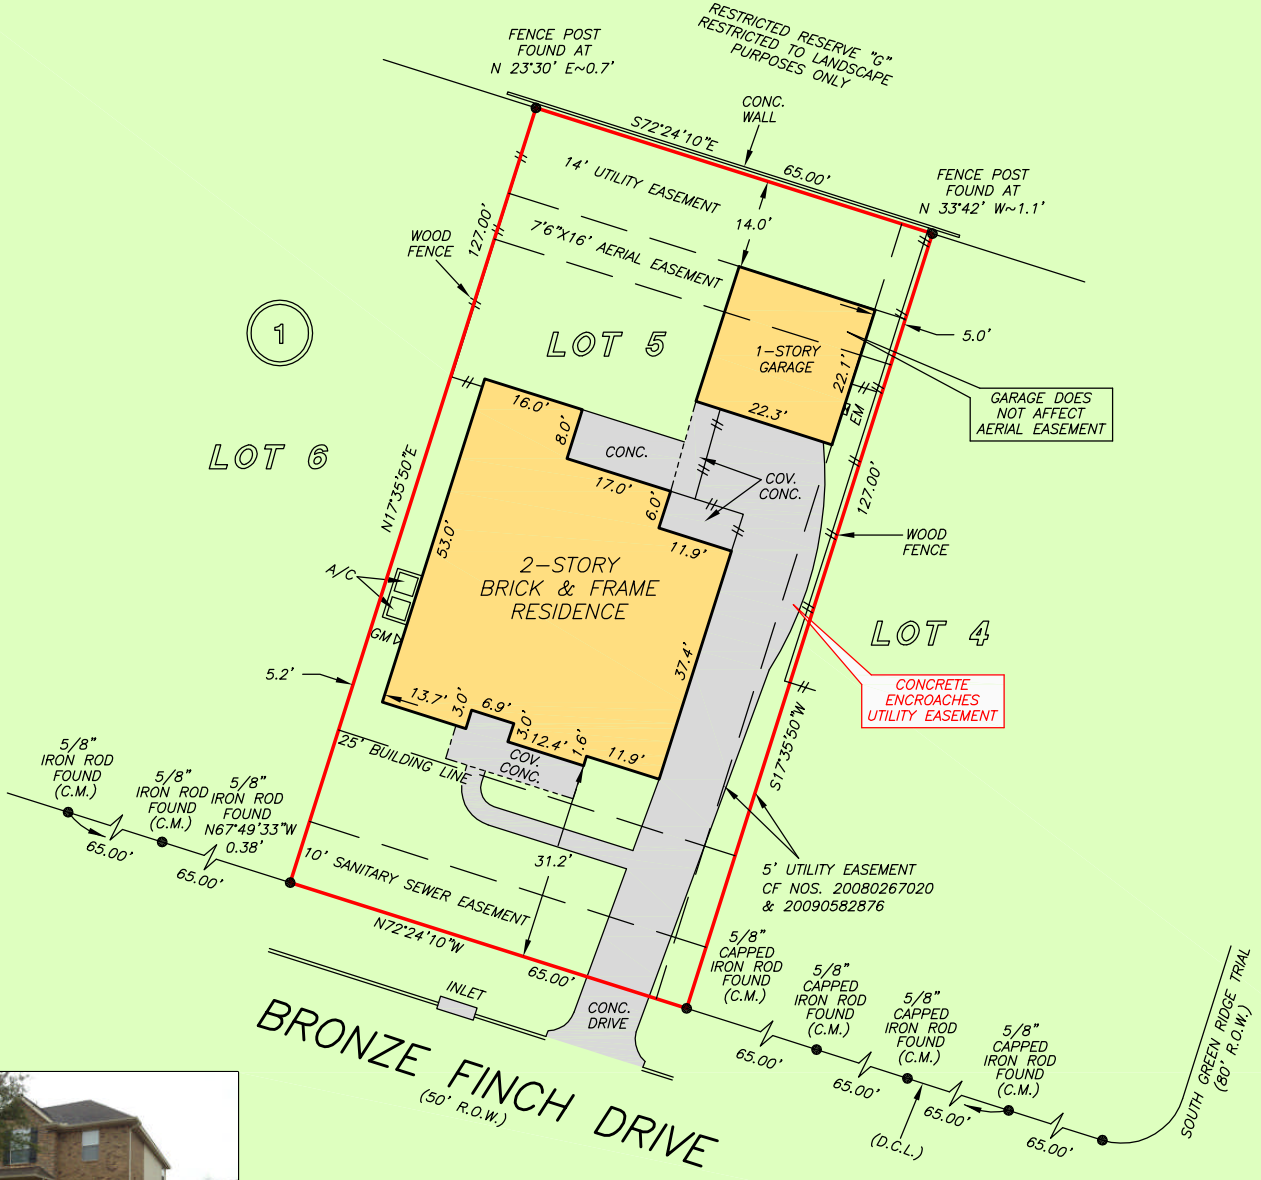 RESTRICTED RESERVE "G"
RESTRICTED TO LANDSCAPE
PURPOSES ONLY
FENCE POST
FOUND AT
N 23°30' E~0.7'
CONC.
WALL
S72°24'10"E
65.00'
FENCE POST
FOUND AT
N 33°42' W~1.1'
14' UTILITY EASEMENT
14.0'
7'6"X16' AERIAL EASEMENT
127.00'
WOOD
FENCE
1
LOT 5
5.0'
1-STORY
GARAGE
22.1'
22.3'
EM
GARAGE DOES
NOT AFFECT
AERIAL EASEMENT
16.0'
8.0'
CONC.
17.0'
6.0'
11.9'
COV.
CONC.
127.00'
LOT 6
N17°35'50"E
53.0'
WOOD
FENCE
A/C
GM
2-STORY
BRICK & FRAME
RESIDENCE
LOT 4
37.4'
5.2'
CONCRETE
ENCROACHES
UTILITY EASEMENT
13.7'
3.0'
6.9'
3.0'
12.4'
1.6'
11.9'
COV.
CONC.
25' BUILDING LINE
S17°35'50"W
5/8"
IRON ROD
FOUND
(C.M.)
65.00'
5/8"
IRON ROD
FOUND
(C.M.)
65.00'
5/8"
IRON ROD
FOUND
N67°49'33"W
0.38'
31.2'
10' SANITARY SEWER EASEMENT
5' UTILITY EASEMENT
CF NOS. 20080267020
& 20090582876
N72°24'10"W
65.00'
INLET
CONC.
DRIVE
BRONZE FINCH DRIVE
(50' R.O.W.)
5/8"
CAPPED
IRON ROD
FOUND
(C.M.)
65.00'
5/8"
CAPPED
IRON ROD
FOUND
(C.M.)
65.00'
5/8"
CAPPED
IRON ROD
FOUND
(C.M.)
65.00'
(D.C.L.)
5/8"
CAPPED
IRON ROD
FOUND
(C.M.)
65.00'
SOUTH GREEN RIDGE TRIAL
(80' R.O.W.)